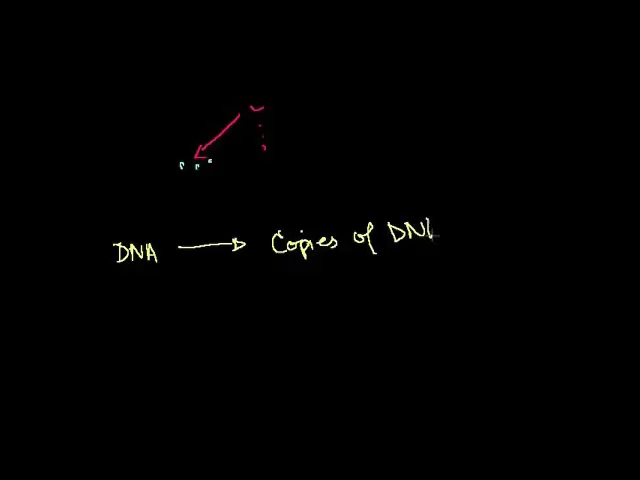 DNA → Copies of DN